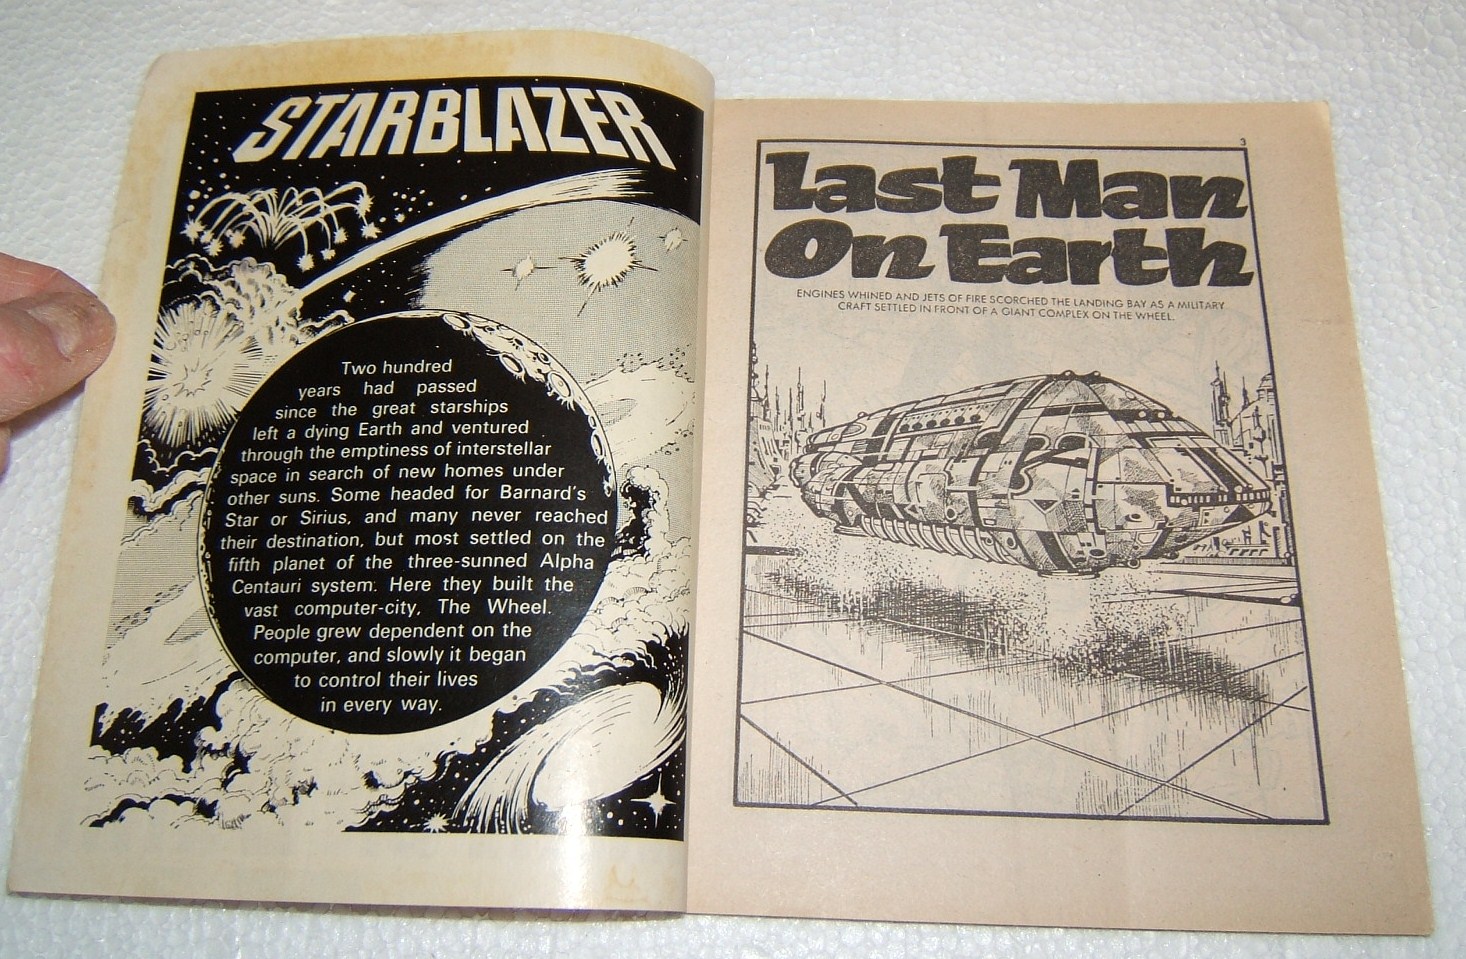 STARBLAZER
Two hundred
years had passed
since the great starships
left a dying Earth and ventured
through the emptiness of interstellar
space in search of new homes under
other suns. Some headed for Barnard's
Star or Sirius, and many never reached
their destination, but most settled on the
fifth planet of the three-sunned Alpha
Centauri system. Here they built the
vast computer-city, The Wheel.
People grew dependent on the
computer, and slowly it began
to control their lives
in every way.
3
Last Man
On Earth
ENGINES WHINED AND JETS OF FIRE SCORCHED THE LANDING BAY AS A MILITARY
CRAFT SETTLED IN FRONT OF A GIANT COMPLEX ON THE WHEEL.